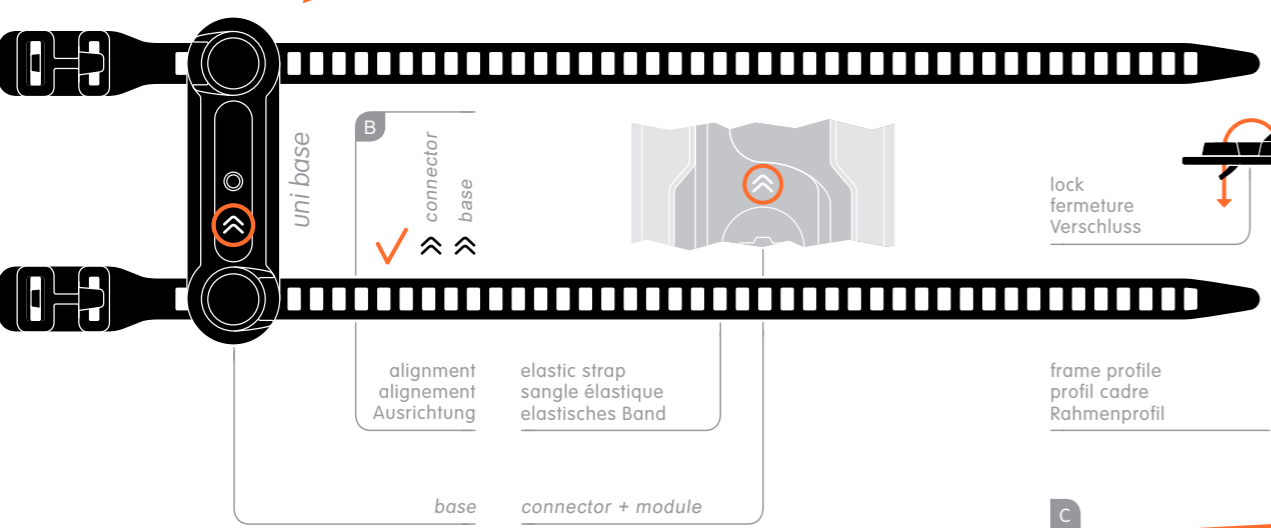 uni base
B
connector
base
lock
fermeture
Verschluss
alignment
alignement
Ausrichtung
elastic strap
sangle élastique
elastisches Band
frame profile
profil cadre
Rahmenprofil
base
connector + module
C